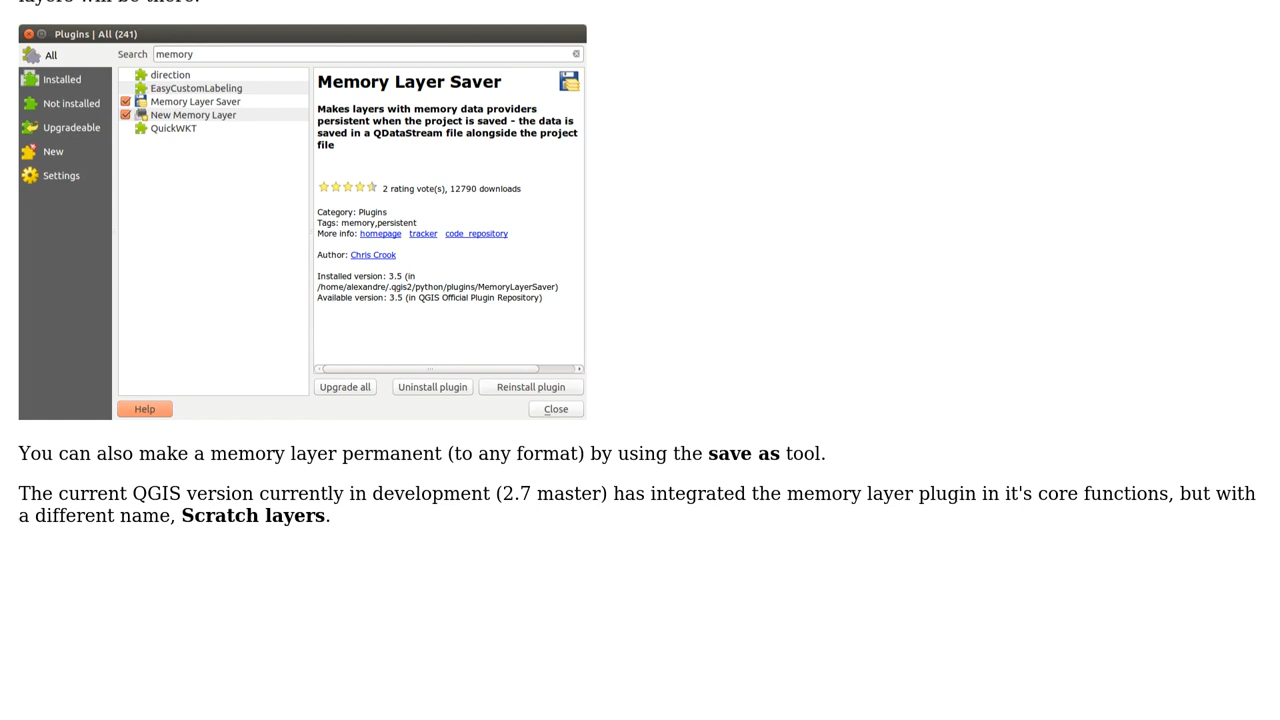 Plugins | All (241)
All
Search
memory
Installed
Not installed
Upgradeable
New
Settings
direction
EasyCustomLabeling
Memory Layer Saver
New Memory Layer
QuickWKT
Memory Layer Saver
Makes layers with memory data providers
persistent when the project is saved - the data is
saved in a QDataStream file alongside the project
file
2 rating vote(s), 12790 downloads
Category: Plugins
Tags: memory,persistent
More info: homepage tracker code repository
Author: Chris Crook
Installed version: 3.5 (in
/home/alexandre/.qgis2/python/plugins/MemoryLayerSaver)
Available version: 3.5 (in QGIS Official Plugin Repository)
Upgrade all
Uninstall plugin
Reinstall plugin
Help
Close
You can also make a memory layer permanent (to any format) by using the save as tool.
The current QGIS version currently in development (2.7 master) has integrated the memory layer plugin in it's core functions, but with
a different name, Scratch layers.